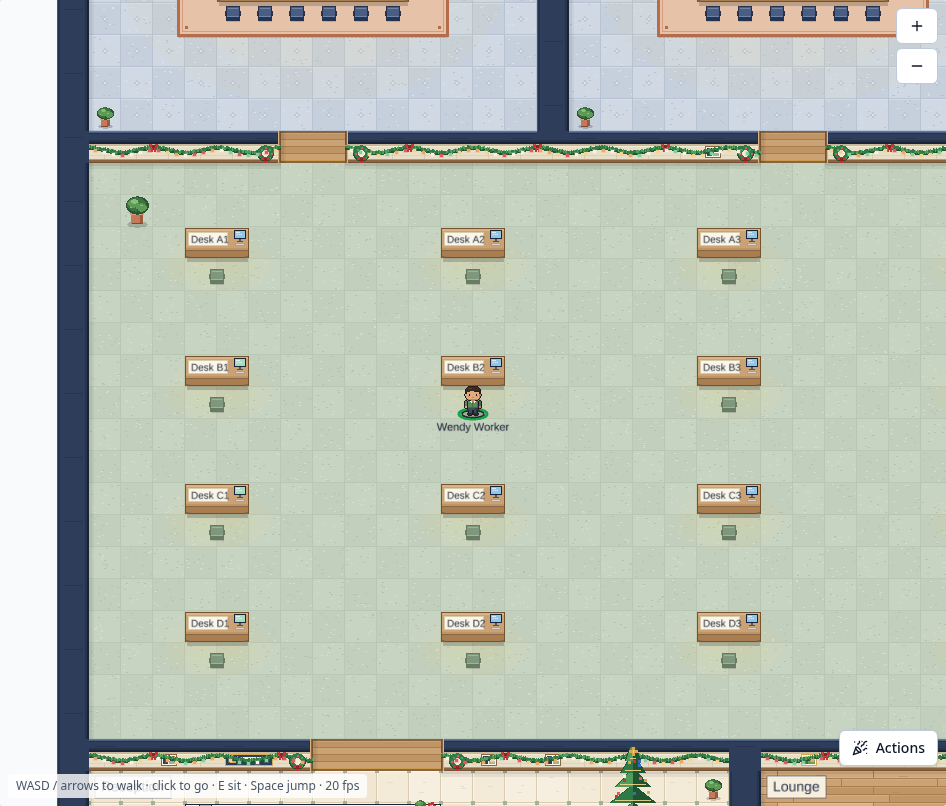 +
−
Desk A1
Desk A2
Desk A3
Desk B1
Desk B2
Desk B3
Wendy Worker
Desk C1
Desk C2
Desk C3
Desk D1
Desk D2
Desk D3
Actions
WASD / arrows to walk · click to go · E sit · Space jump · 20 fps
Lounge